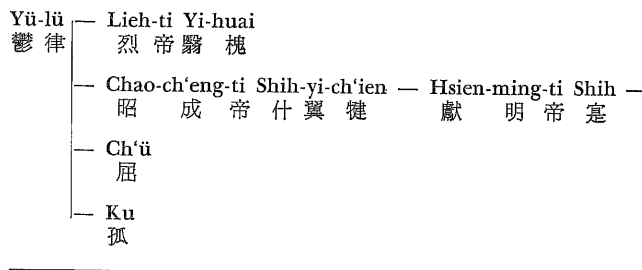 Yü-lü — Lieh-ti Yi-huai
鬱律 烈帝翳槐
— Chao-ch‘eng-ti Shih-yi-ch‘ien — Hsien-ming-ti Shih —
昭成帝什翼犍 獻明帝寔
— Ch‘ü
屈
— Ku
孤